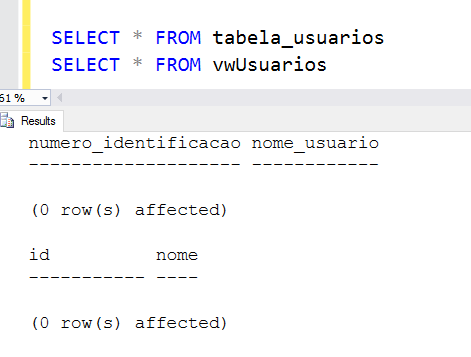 SELECT * FROM tabela_usuarios
SELECT * FROM vwUsuarios
61 %
Results
numero_identificacao nome_usuario
-------------------- ------------
(0 row(s) affected)
id nome
----------- ----
(0 row(s) affected)